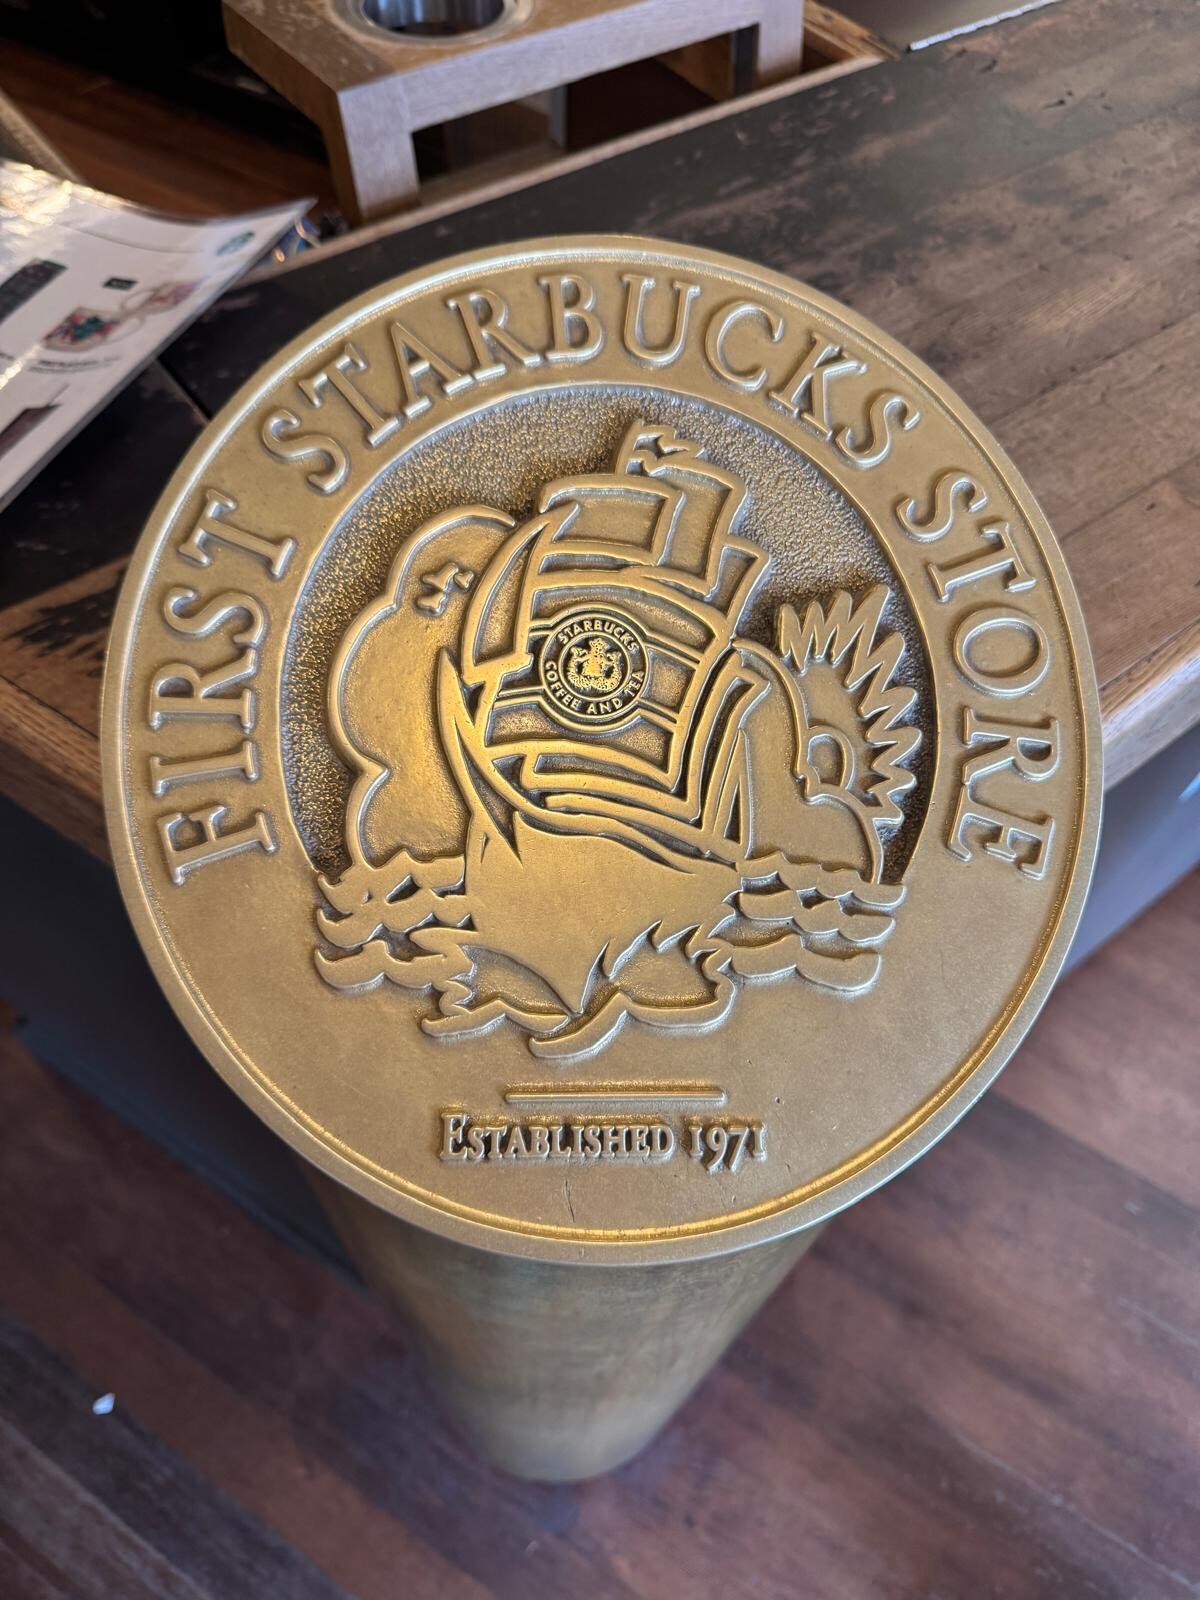 FIRST STARBUCKS STORE
STARBUCKS
COFFEE AND TEA
ESTABLISHED 1971